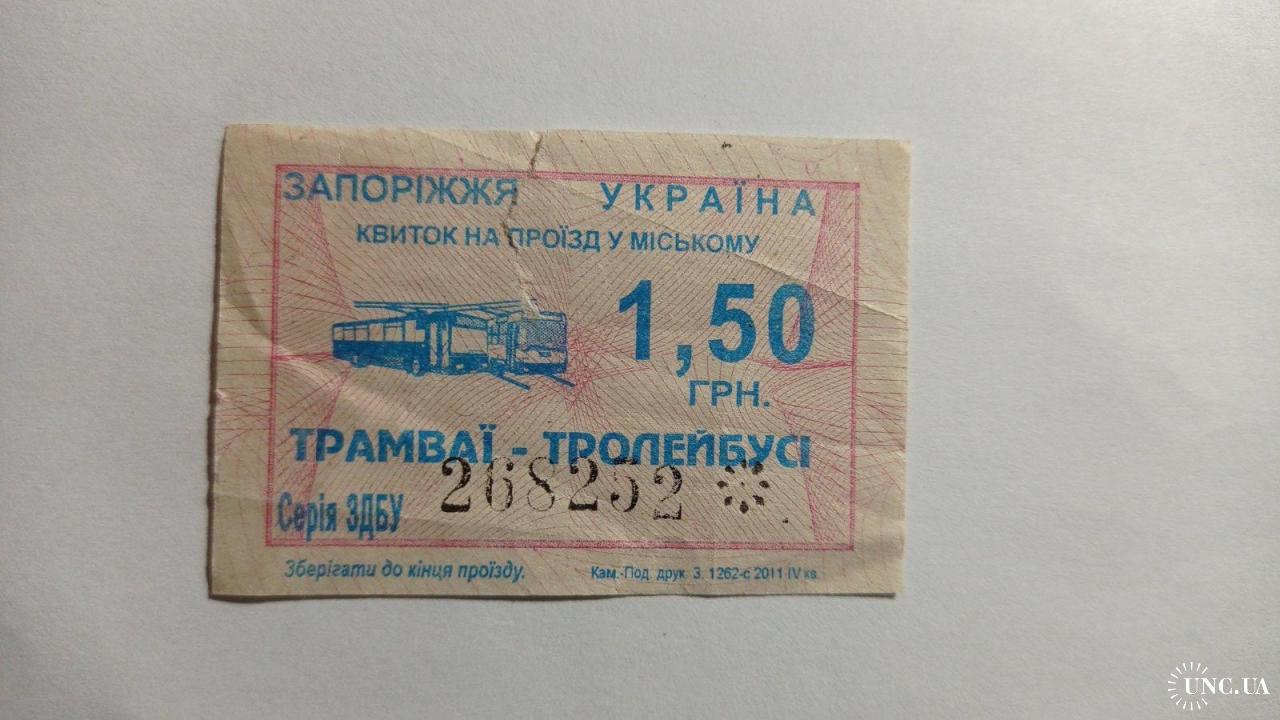 ЗАПОРІЖЖЯ УКРАЇНА
КВИТОК НА ПРОЇЗД У МІСЬКОМУ
1,50
ГРН.
ТРАМВАЇ - ТРОЛЕЙБУСІ
268252
Серія ЗДБУ
Зберігати до кінця проїзду.
Кам.-Под. друк. З. 1262-с 2011 IV кв.
UNC.UA